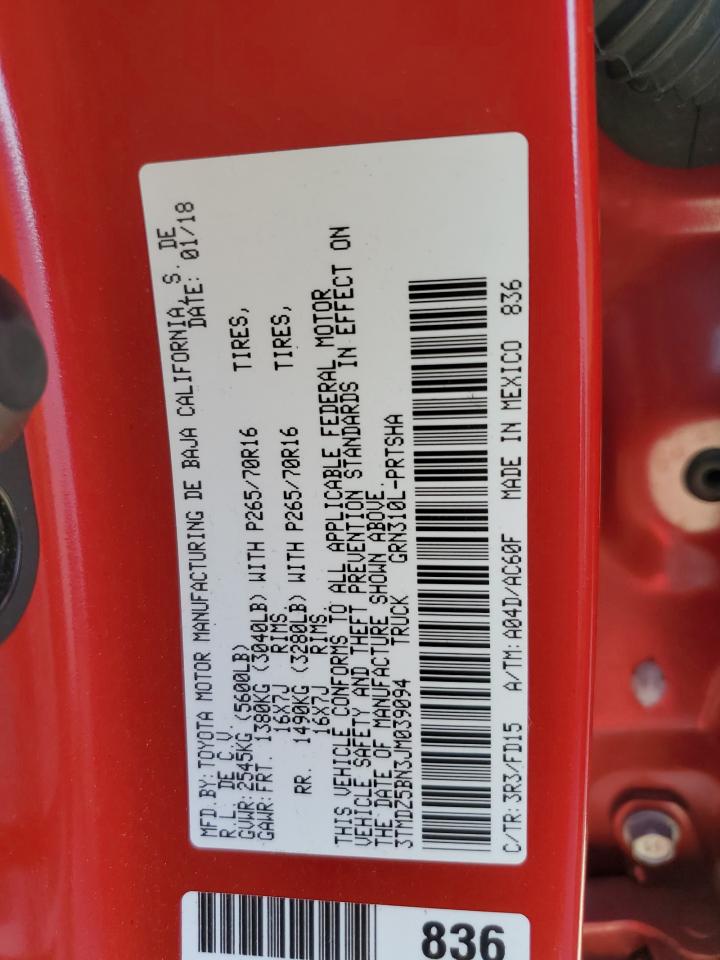 MFD.BY:TOYOTA MOTOR MANUFACTURING DE BAJA CALIFORNIA, S. DE
R.L. DE C.V. DATE: 01/18
GVWR:2545KG (5600LB)
GAWR:FRT. 1380KG (3040LB) WITH P265/70R16 TIRES,
16X7J RIMS.
RR. 1490KG (3280LB) WITH P265/70R16 TIRES,
16X7J RIMS.
THIS VEHICLE CONFORMS TO ALL APPLICABLE FEDERAL MOTOR
VEHICLE SAFETY AND THEFT PREVENTION STANDARDS IN EFFECT ON
THE DATE OF MANUFACTURE SHOWN ABOVE.
3TMDZ5BN3JM039094 TRUCK GRN310L-PRTSHA
C/TR:3R3/FD15 A/TM:A04D/AC60F MADE IN MEXICO 836
836